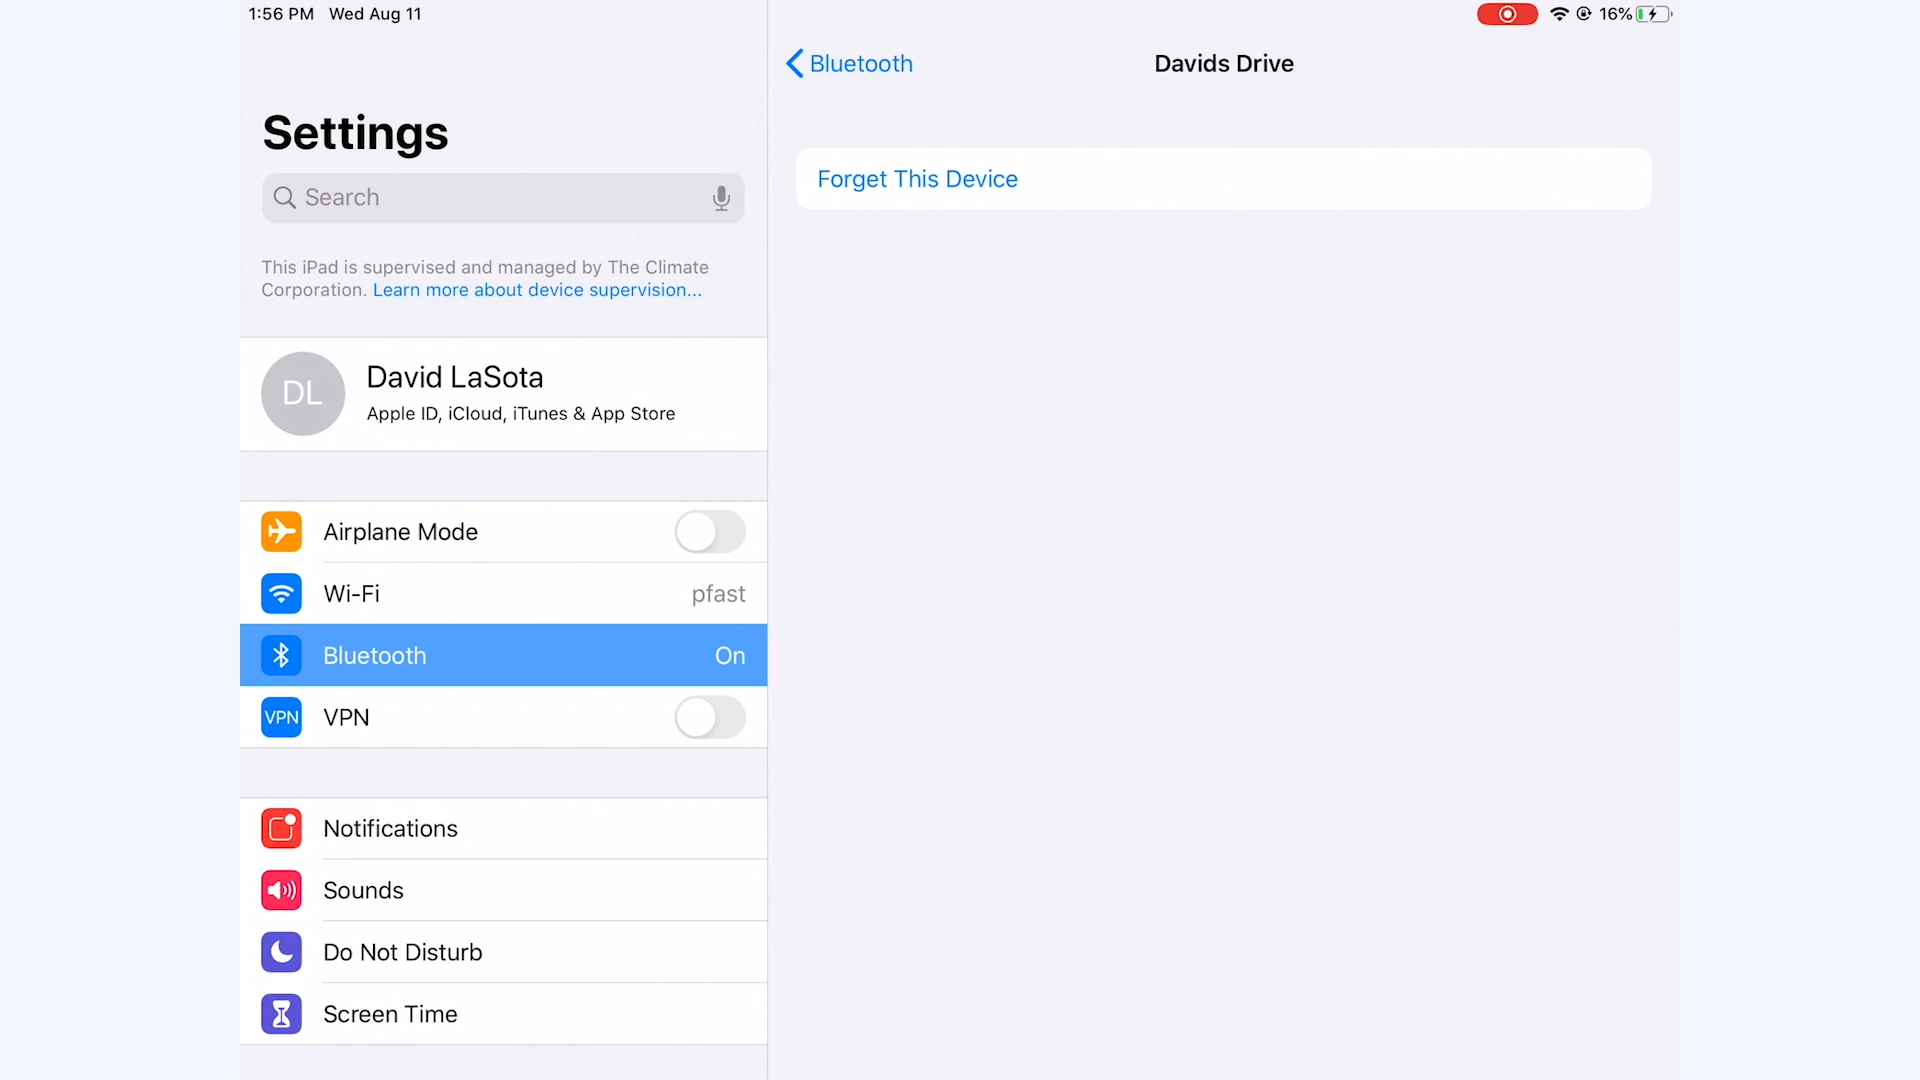 1:56 PM Wed Aug 11
16%
Settings
Search
This iPad is supervised and managed by The Climate
Corporation. Learn more about device supervision...
DL
David LaSota
Apple ID, iCloud, iTunes & App Store
Airplane Mode
Wi-Fi pfast
Bluetooth On
VPN VPN
Notifications
Sounds
Do Not Disturb
Screen Time
Bluetooth
Davids Drive
Forget This Device